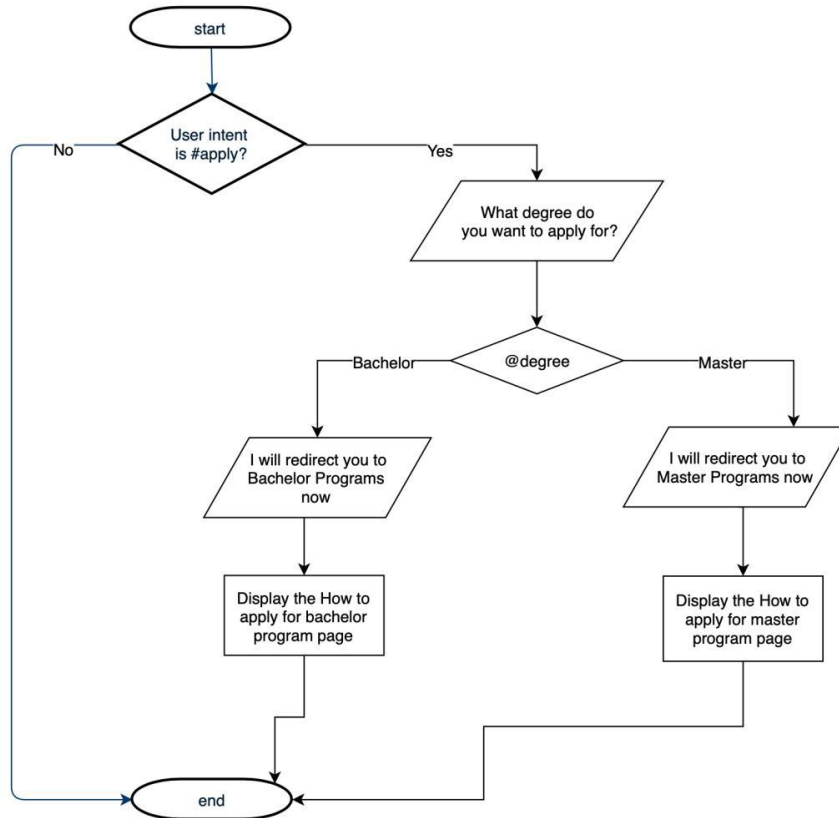 start
User intent
is #apply?
No
Yes
What degree do
you want to apply for?
@degree
Bachelor
Master
I will redirect you to
Bachelor Programs
now
I will redirect you to
Master Programs now
Display the How to
apply for bachelor
program page
Display the How to
apply for master
program page
end